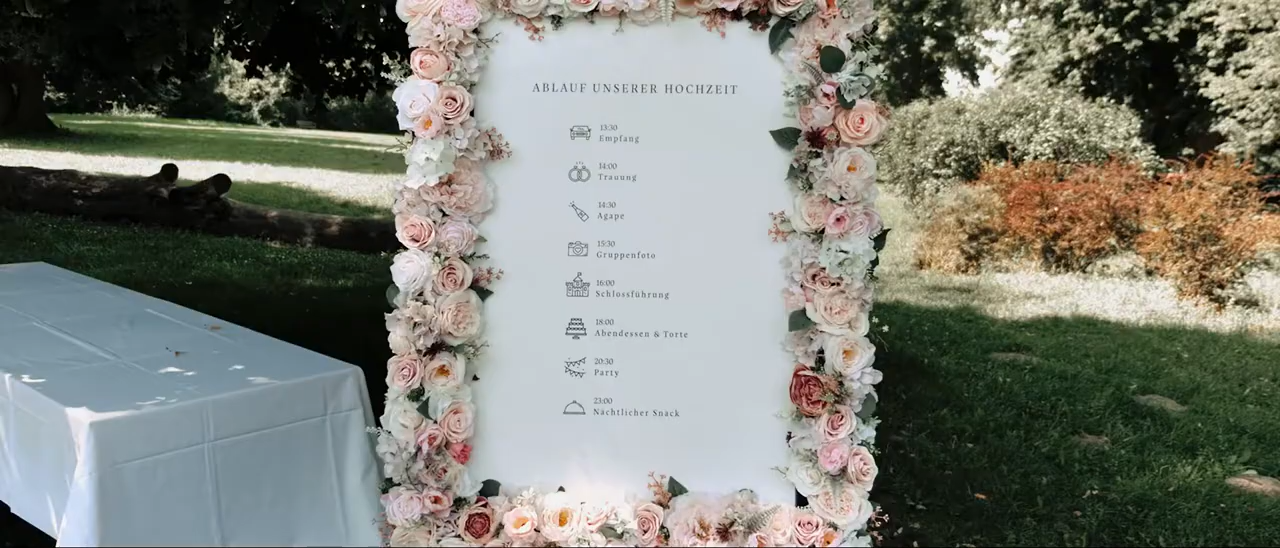 ABLAUF UNSERER HOCHZEIT
13:30
Empfang
14:00
Trauung
14:30
Agape
15:30
Gruppenfoto
16:00
Schlossführung
18:00
Abendessen & Torte
20:30
Party
23:00
Nächtlicher Snack